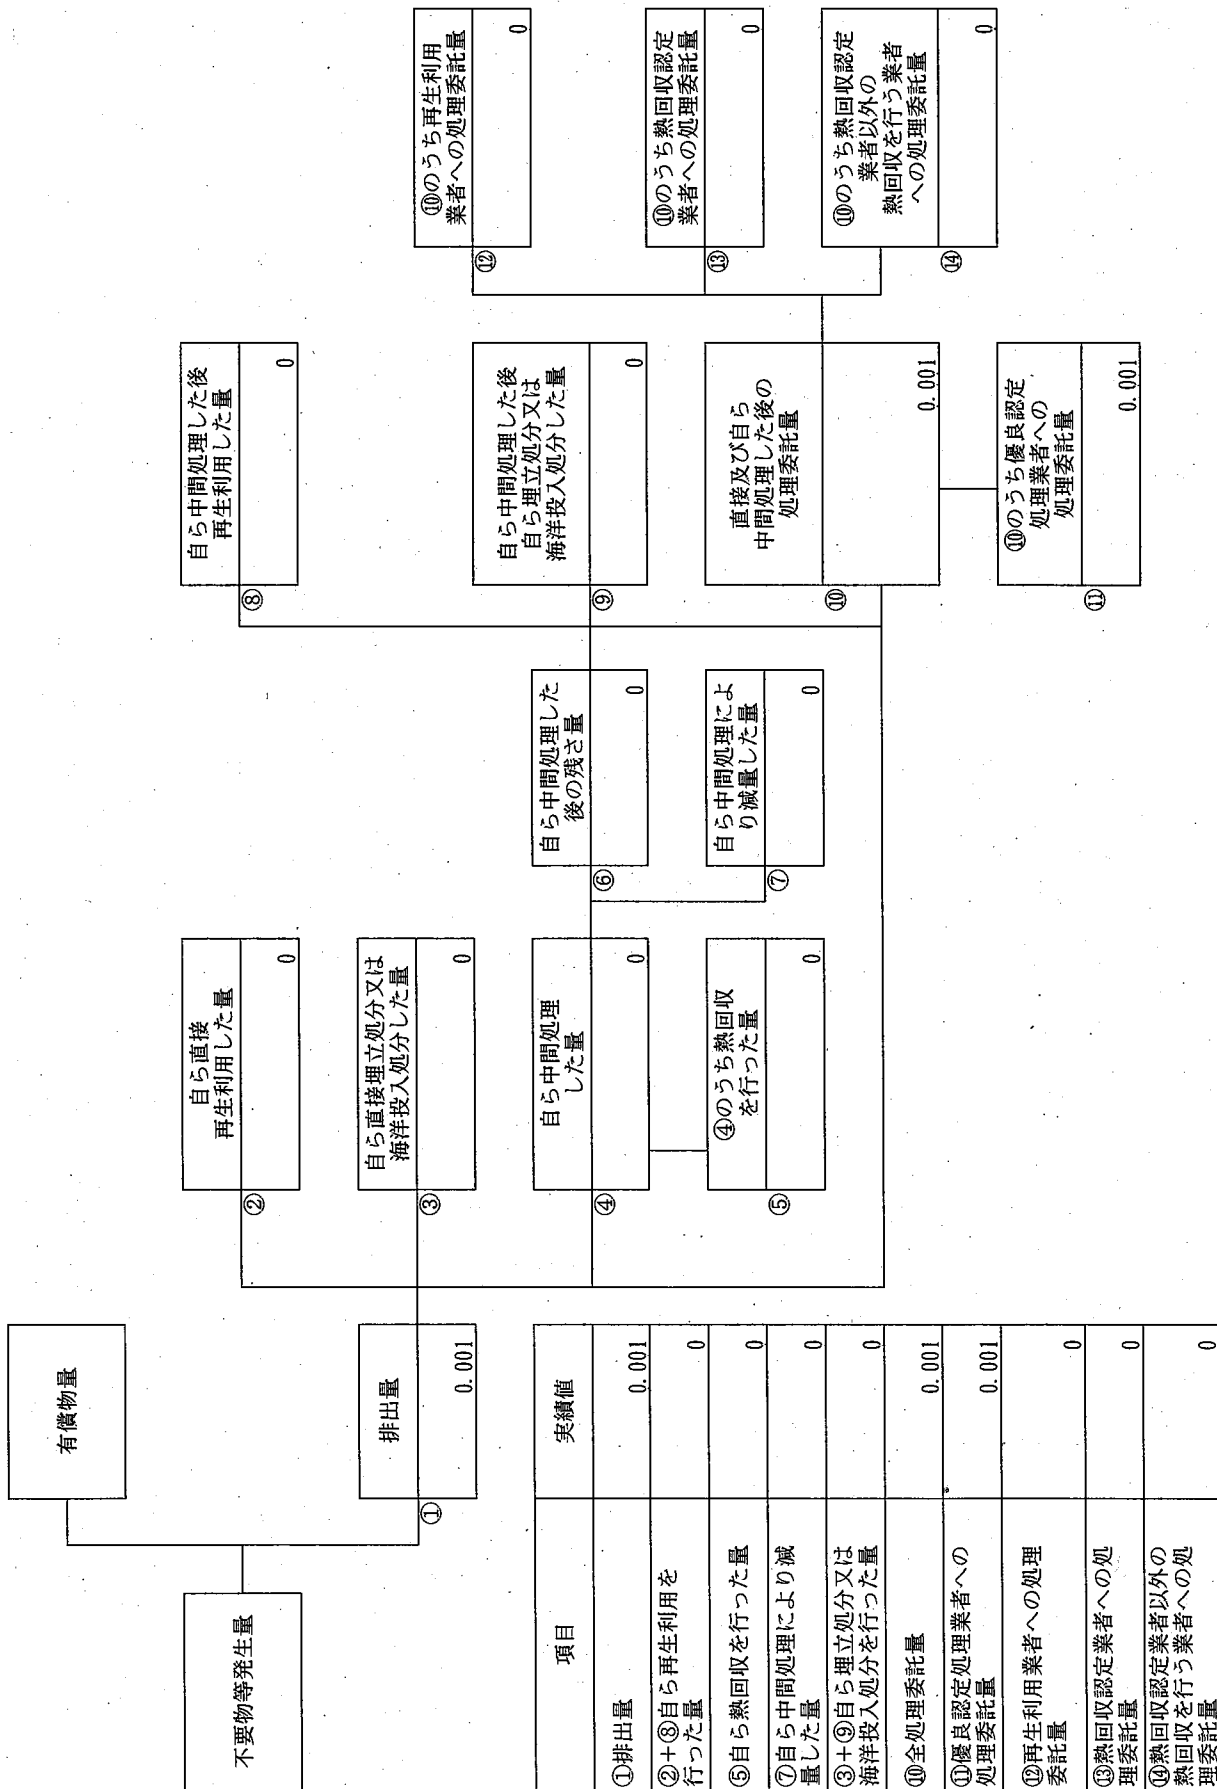 不要物等発生量
有償物量
①
排出量
0.001
②
自ら直接
再生利用した量
0
③
自ら直接埋立処分又は
海洋投入処分した量
0
④
自ら中間処理
した量
0
⑤
④のうち熱回収
を行った量
0
⑥
自ら中間処理した
後の残さ量
0
⑦
自ら中間処理によ
り減量した量
0
⑧
自ら中間処理した後
再生利用した量
0
⑨
自ら中間処理した後
自ら埋立処分又は
海洋投入処分した量
0
⑩
直接及び自ら
中間処理した後の
処理委託量
0.001
⑪
⑩のうち優良認定
処理業者への
処理委託量
0.001
⑫
⑩のうち再生利用
業者への処理委託量
0
⑬
⑩のうち熱回収認定
業者への処理委託量
0
⑭
⑩のうち熱回収認定
業者以外の
熱回収を行う業者
への処理委託量
0
項目 実績値
①排出量 0.001
②+⑧自ら再生利用を
行った量 0
⑤自ら熱回収を行った量 0
⑦自ら中間処理により減
量した量 0
③+⑨自ら埋立処分又は
海洋投入処分を行った量 0
⑩全処理委託量 0.001
⑪優良認定処理業者への
処理委託量 0.001
⑫再生利用業者への処理
委託量 0
⑬熱回収認定業者への処
理委託量 0
⑭熱回収認定業者以外の
熱回収を行う業者への処
理委託量 0